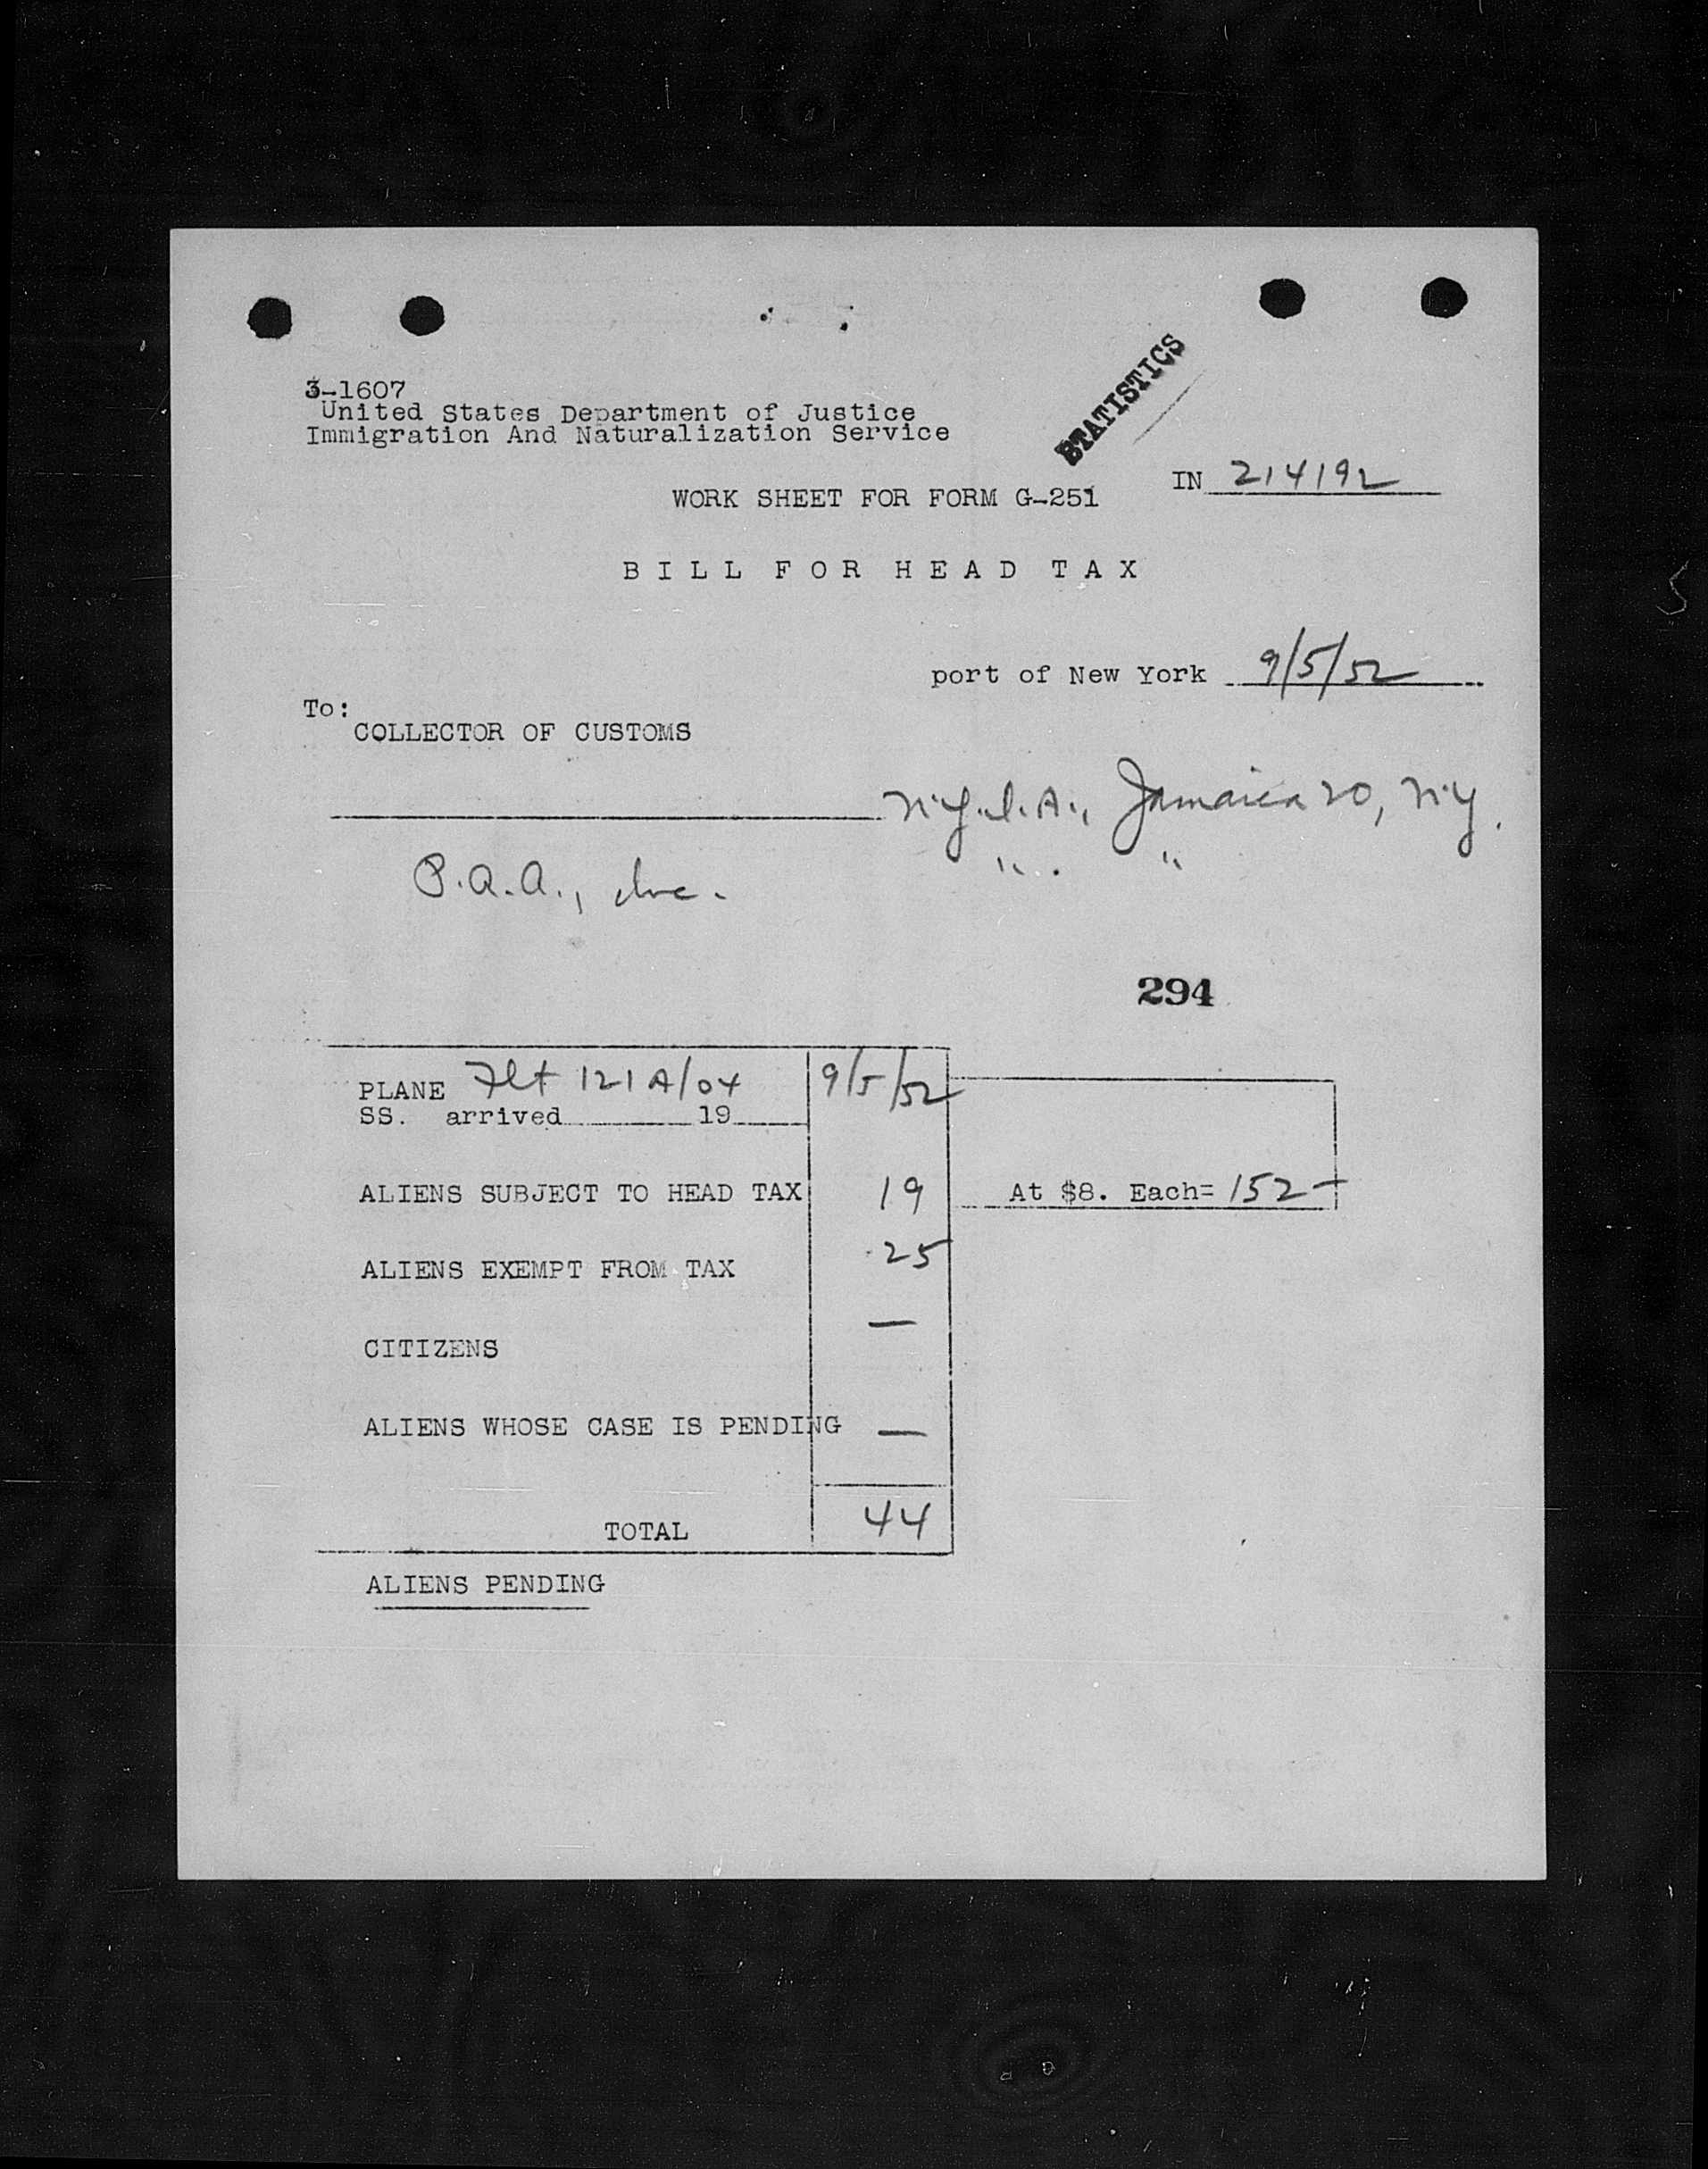 STATISTICS
3-1607
United States Department of Justice
Immigration And Naturalization Service
IN 214192
WORK SHEET FOR FORM G-251
BILL FOR HEAD TAX
port of New York 9/5/52
To:
COLLECTOR OF CUSTOMS
N.Y.I.A., Jamaica 20, N.Y.
" . "
P.A.A., Inc.
294
PLANE Flt 121A/04 9/5/52
SS. arrived 19
ALIENS SUBJECT TO HEAD TAX 19 At $8. Each= 152-
ALIENS EXEMPT FROM TAX 25
CITIZENS —
ALIENS WHOSE CASE IS PENDING —
TOTAL 44
ALIENS PENDING